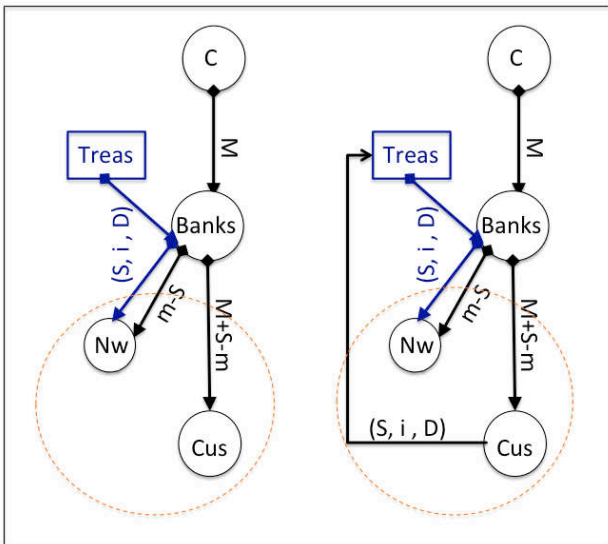 C
M
Treas
Banks
(S, i , D)
m-S
M+S-m
Nw
Cus
C
M
Treas
Banks
(S, i , D)
m-S
M+S-m
Nw
(S, i , D)
Cus